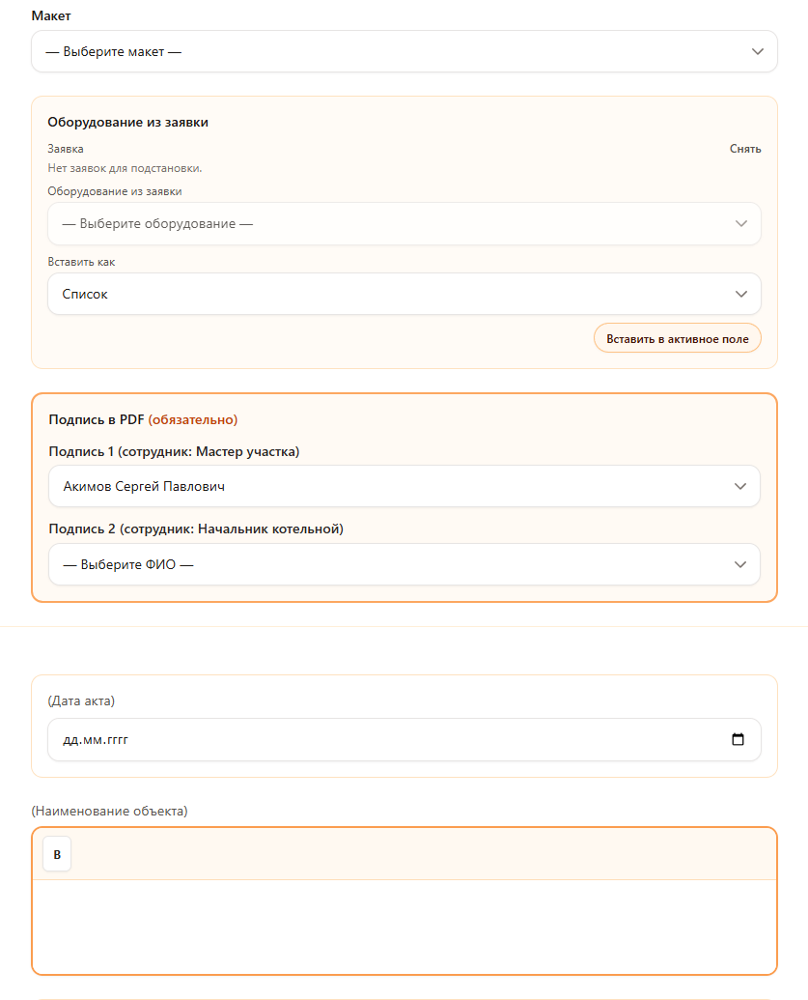 Макет
— Выберите макет —
Оборудование из заявки
Заявка
Снять
Нет заявок для подстановки.
Оборудование из заявки
— Выберите оборудование —
Вставить как
Список
Вставить в активное поле
Подпись в PDF (обязательно)
Подпись 1 (сотрудник: Мастер участка)
Акимов Сергей Павлович
Подпись 2 (сотрудник: Начальник котельной)
— Выберите ФИО —
(Дата акта)
дд.мм.гггг
(Наименование объекта)
B